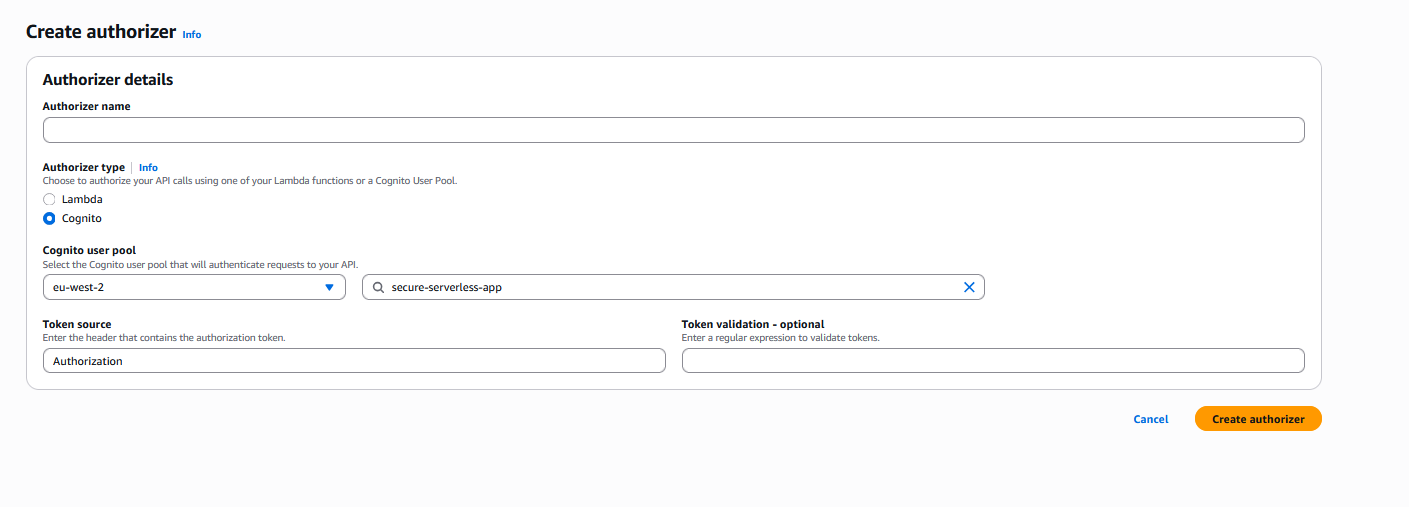 Create authorizer Info
Authorizer details
Authorizer name
Authorizer type Info
Choose to authorize your API calls using one of your Lambda functions or a Cognito User Pool.
Lambda
Cognito
Cognito user pool
Select the Cognito user pool that will authenticate requests to your API.
eu-west-2 secure-serverless-app
Token source Token validation - optional
Enter the header that contains the authorization token. Enter a regular expression to validate tokens.
Authorization
Cancel Create authorizer